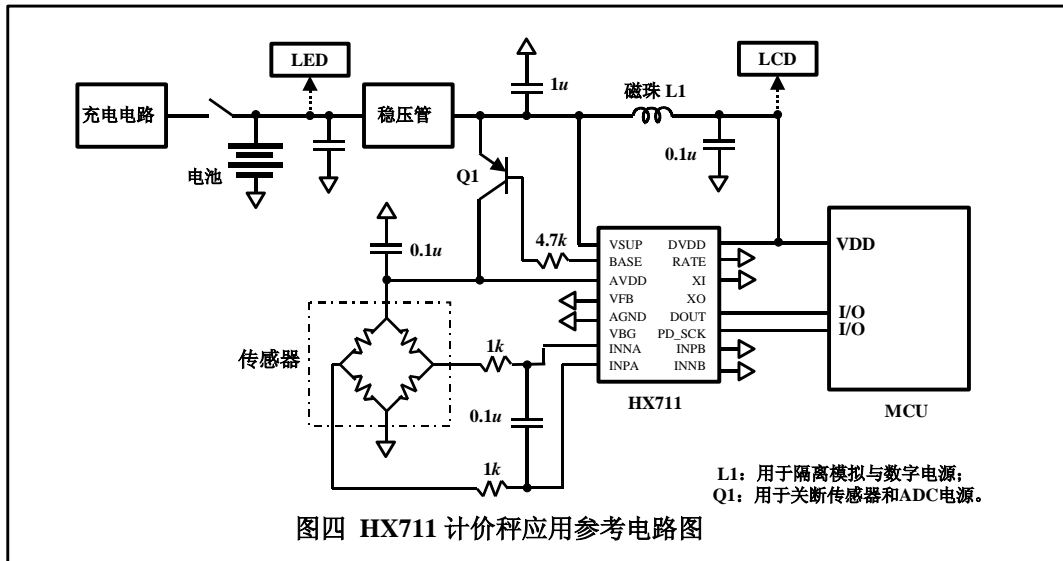 LED
LCD
1u
磁珠 L1
充电电路
稳压管
0.1u
电池
Q1
0.1u
4.7k
VSUP DVDD
BASE RATE
AVDD XI
VFB XO
AGND DOUT
VBG PD_SCK
INNA INPB
INPA INNB
HX711
VDD
I/O
I/O
MCU
传感器
1k
0.1u
1k
L1：用于隔离模拟与数字电源；
Q1：用于关断传感器和ADC电源。
图四 HX711 计价秤应用参考电路图